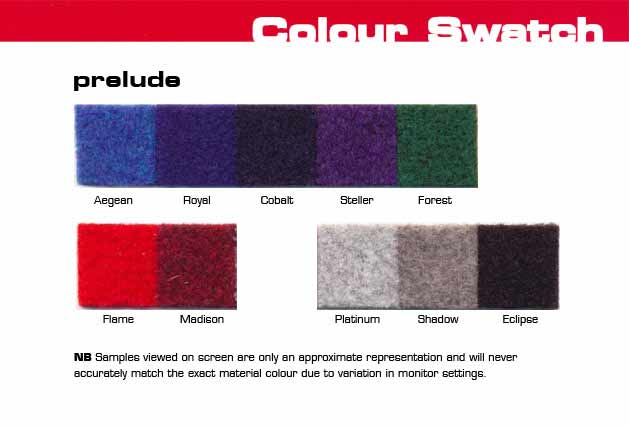 Colour Swatch
prelude
Aegean Royal Cobalt Steller Forest
Flame Madison Platinum Shadow Eclipse
NB Samples viewed on screen are only an approximate representation and will never
accurately match the exact material colour due to variation in monitor settings.